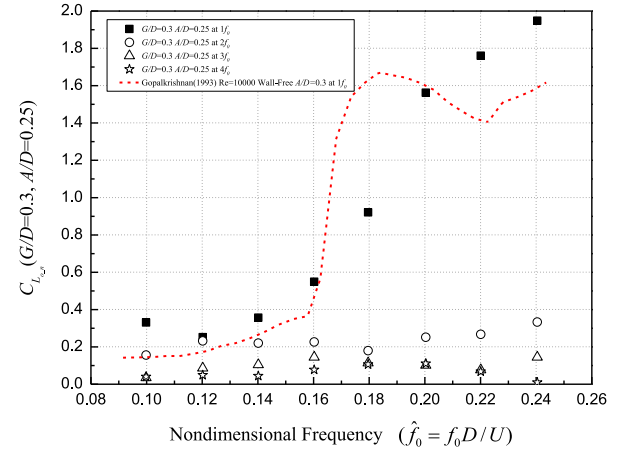 2.0
1.8
1.6
1.4
1.2
1.0
0.8
0.6
0.4
0.2
0.0
G/D=0.3 A/D=0.25 at 1f₀
G/D=0.3 A/D=0.25 at 2f₀
G/D=0.3 A/D=0.25 at 3f₀
G/D=0.3 A/D=0.25 at 4f₀
Gopalkrishnan(1993) Re=10000 Wall-Free A/D=0.3 at 1f₀
(G/D=0.3, A/D=0.25)
0.08 0.10 0.12 0.14 0.16 0.18 0.20 0.22 0.24 0.26
Nondimensional Frequency (f̂₀ = f₀D/U)